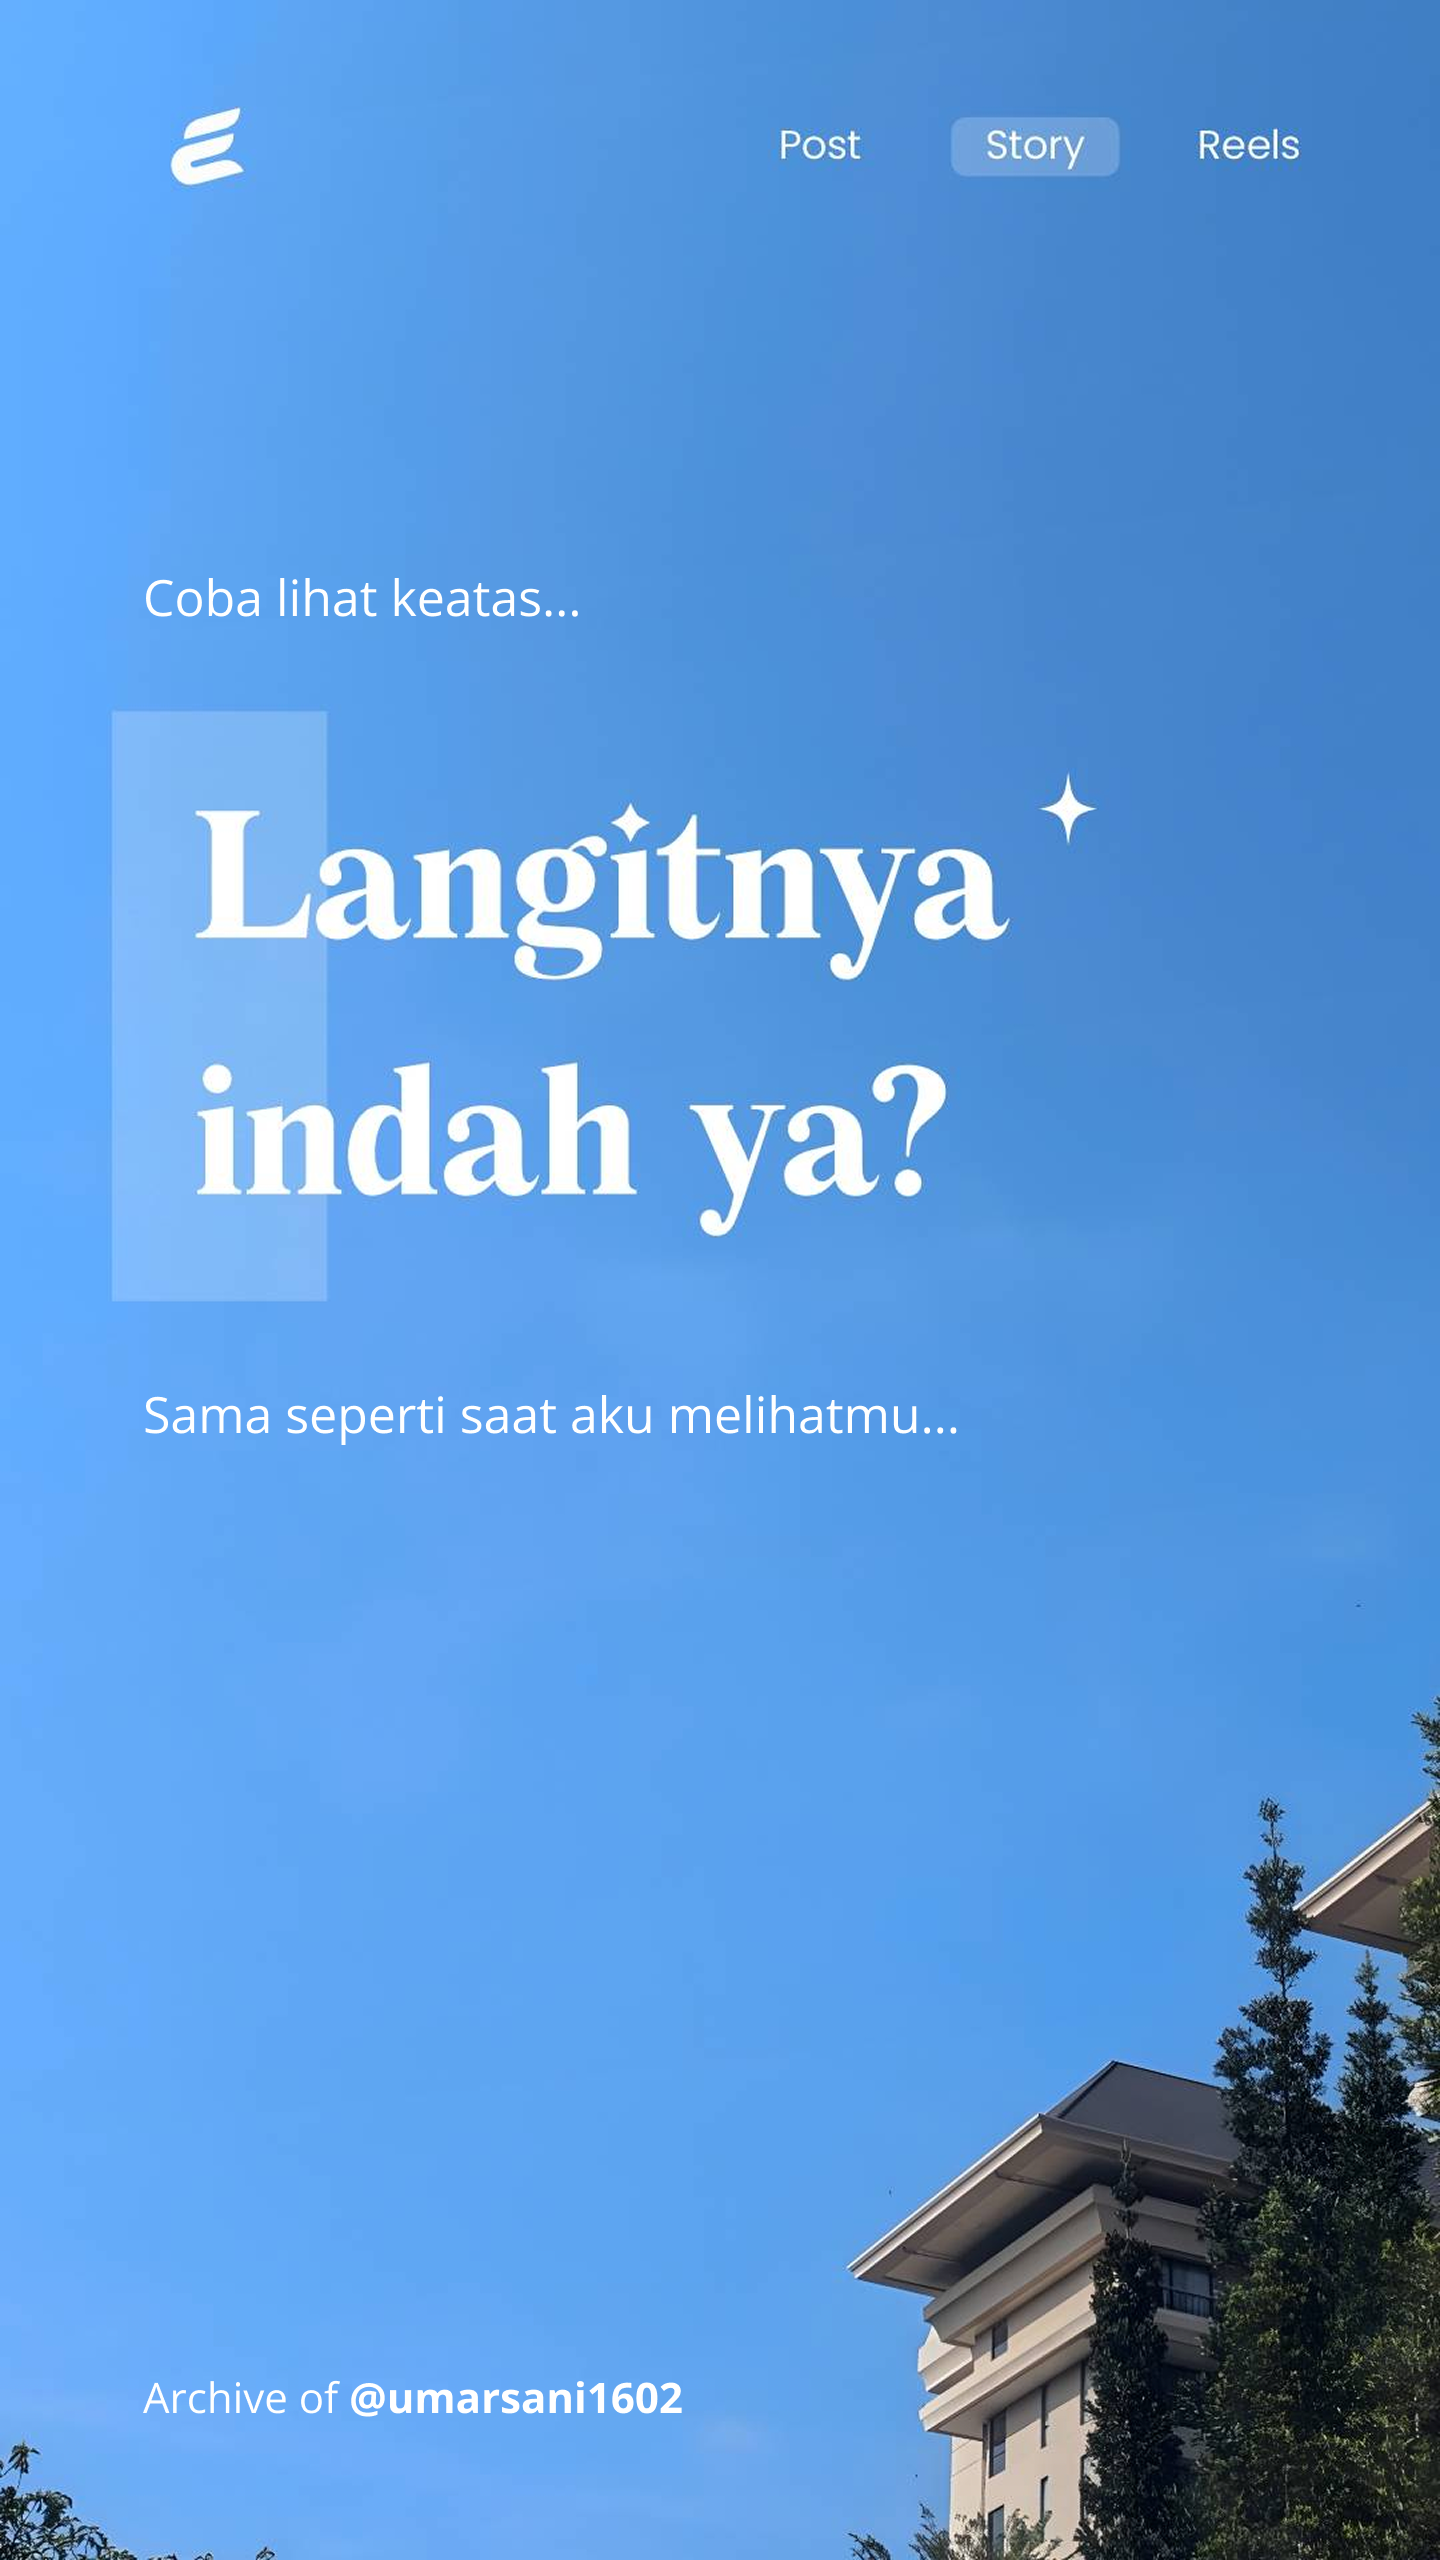 Post Story Reels
Coba lihat keatas...
Langitnya
indah ya?
Sama seperti saat aku melihatmu...
Archive of @umarsani1602